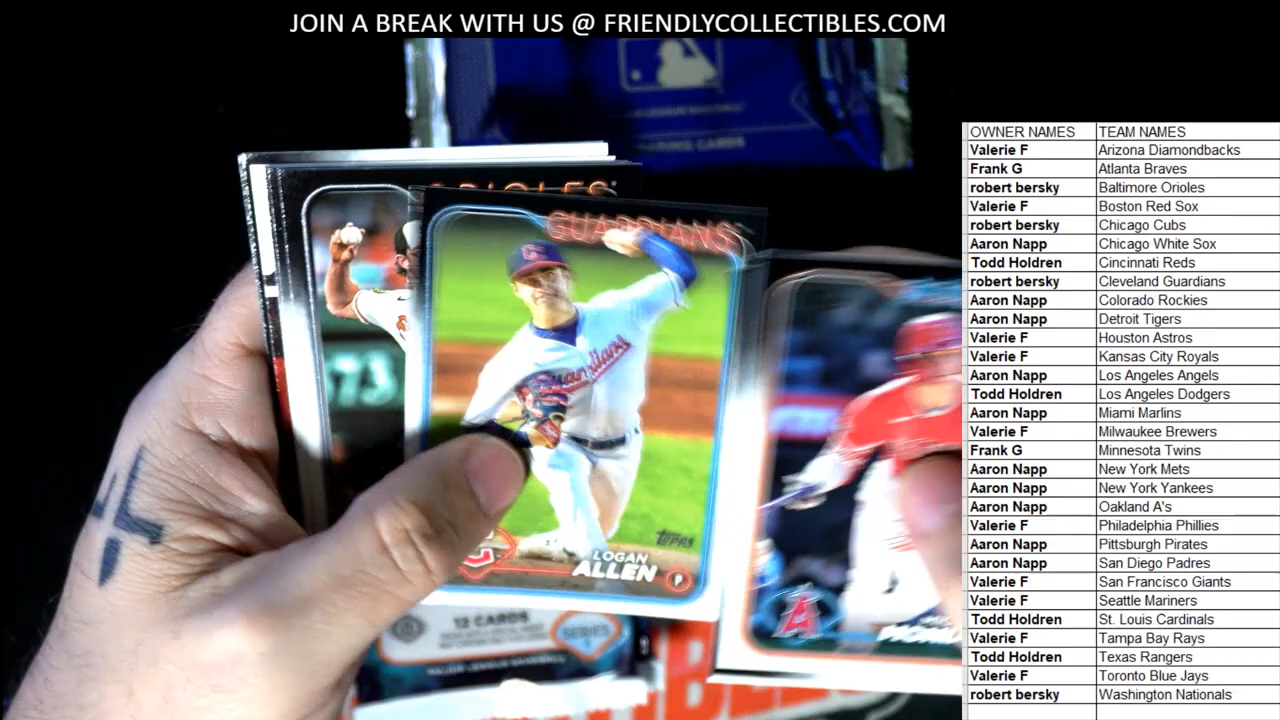 JOIN A BREAK WITH US @ FRIENDLYCOLLECTIBLES.COM
OWNER NAMES TEAM NAMES
Valerie F Arizona Diamondbacks
Frank G Atlanta Braves
robert bersky Baltimore Orioles
Valerie F Boston Red Sox
robert bersky Chicago Cubs
Aaron Napp Chicago White Sox
Todd Holdren Cincinnati Reds
robert bersky Cleveland Guardians
Aaron Napp Colorado Rockies
Aaron Napp Detroit Tigers
Valerie F Houston Astros
Valerie F Kansas City Royals
Aaron Napp Los Angeles Angels
Todd Holdren Los Angeles Dodgers
Aaron Napp Miami Marlins
Valerie F Milwaukee Brewers
Frank G Minnesota Twins
Aaron Napp New York Mets
Aaron Napp New York Yankees
Aaron Napp Oakland A's
Valerie F Philadelphia Phillies
Aaron Napp Pittsburgh Pirates
Aaron Napp San Diego Padres
Valerie F San Francisco Giants
Valerie F Seattle Mariners
Todd Holdren St. Louis Cardinals
Valerie F Tampa Bay Rays
Todd Holdren Texas Rangers
Valerie F Toronto Blue Jays
robert bersky Washington Nationals
ORIOLES
GUARDIANS
Guardians
Topps
LOGAN
ALLEN
P
C
A
73
12 CARDS
SERIES
MAJOR LEAGUE BASEBALL